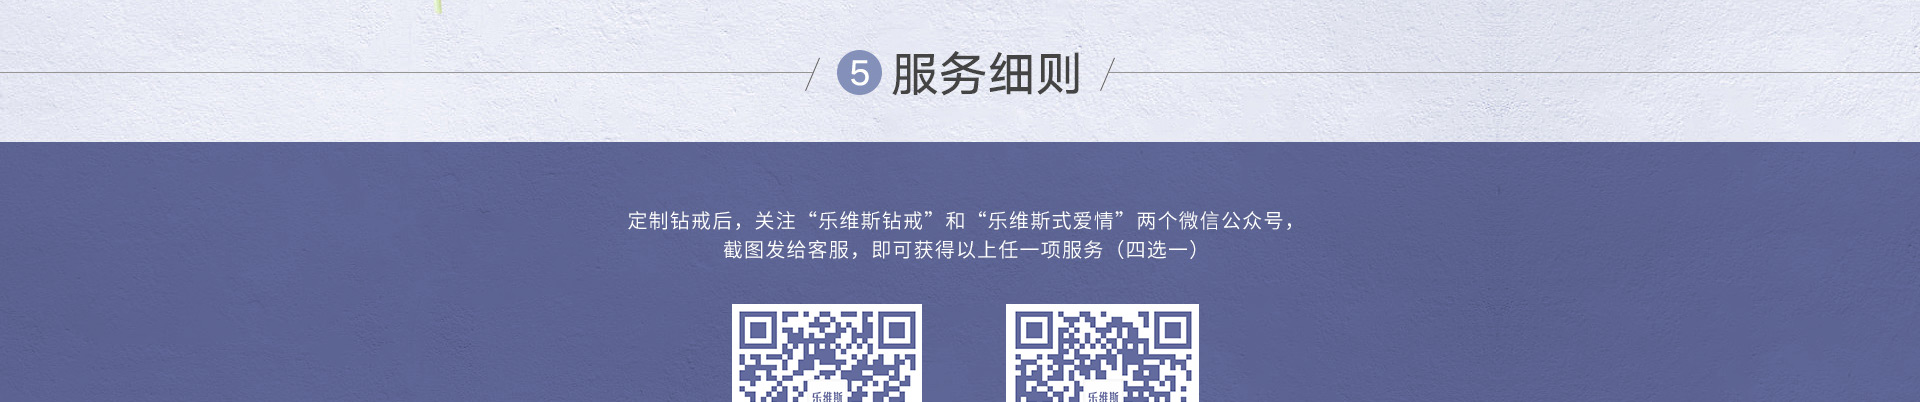 5 服务细则
定制钻戒后，关注“乐维斯钻戒”和“乐维斯式爱情”两个微信公众号，
截图发给客服，即可获得以上任一项服务（四选一）
乐维斯
乐维斯